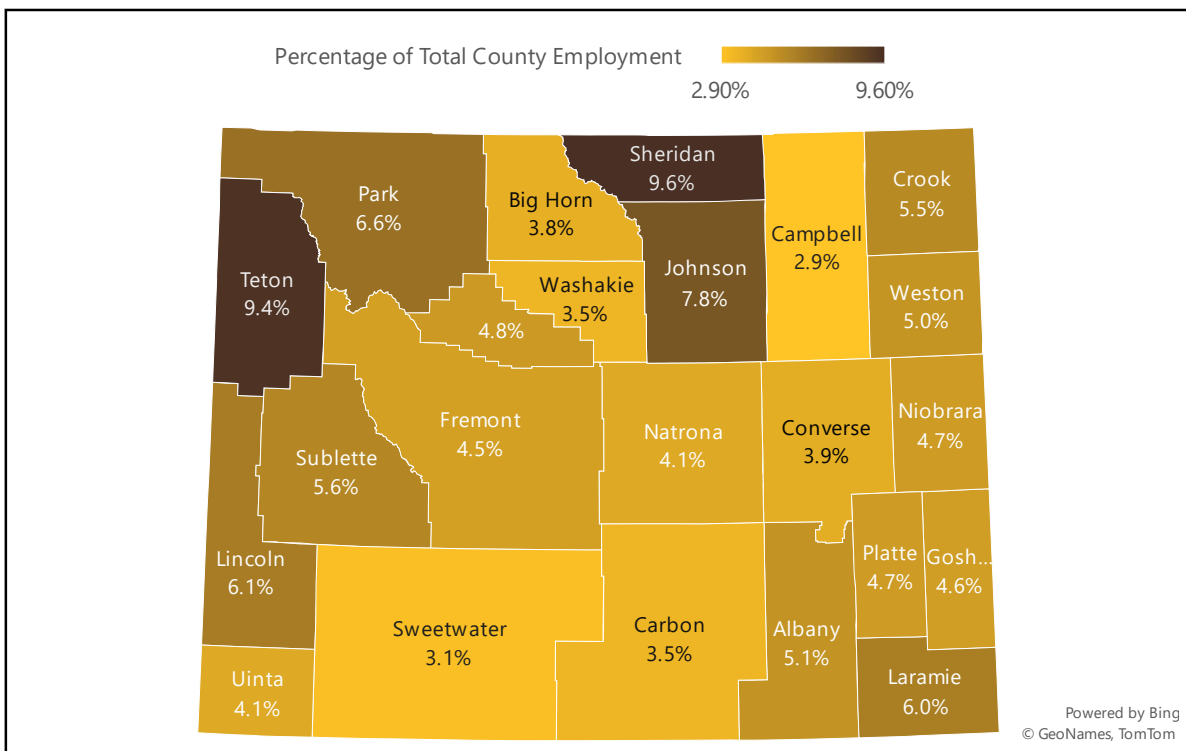 Percentage of Total County Employment
2.90% 9.60%
Sheridan
9.6%
Crook
5.5%
Park
6.6%
Big Horn
3.8%
Campbell
2.9%
Johnson
7.8%
Teton
9.4%
Washakie
3.5%
Weston
5.0%
4.8%
Niobrara
4.7%
Fremont
4.5%
Natrona
4.1%
Converse
3.9%
Sublette
5.6%
Lincoln
6.1%
Platte
4.7%
Gosh...
4.6%
Sweetwater
3.1%
Carbon
3.5%
Albany
5.1%
Uinta
4.1%
Laramie
6.0%
Powered by Bing
© GeoNames, TomTom